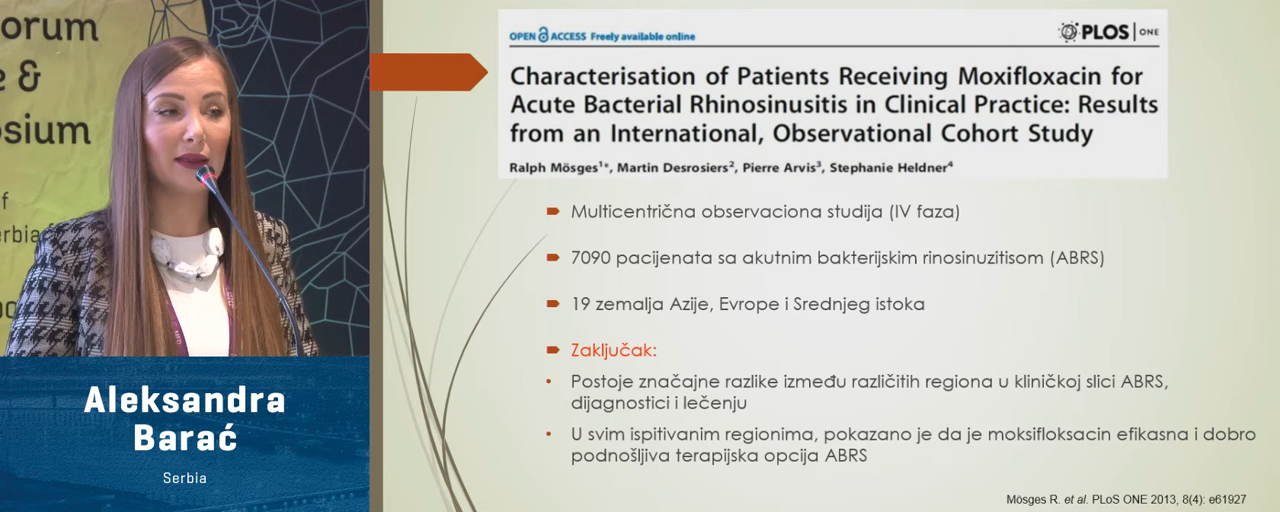 orum
e &
osium
f
erbia
Aleksandra
Barać
Serbia
OPEN ACCESS Freely available online
PLOS ONE
Characterisation of Patients Receiving Moxifloxacin for
Acute Bacterial Rhinosinusitis in Clinical Practice: Results
from an International, Observational Cohort Study
Ralph Mösges1*, Martin Desrosiers2, Pierre Arvis3, Stephanie Heldner4
Multicentrična observaciona studija (IV faza)
7090 pacijenata sa akutnim bakterijskim rinosinuzitisom (ABRS)
19 zemalja Azije, Evrope i Srednjeg istoka
Zaključak:
Postoje značajne razlike između različitih regiona u kliničkoj slici ABRS,
dijagnostici i lečenju
U svim ispitivanim regionima, pokazano je da je moksifloksacin efikasna i dobro
podnošljiva terapijska opcija ABRS
Mösges R. et al. PLoS ONE 2013, 8(4): e61927